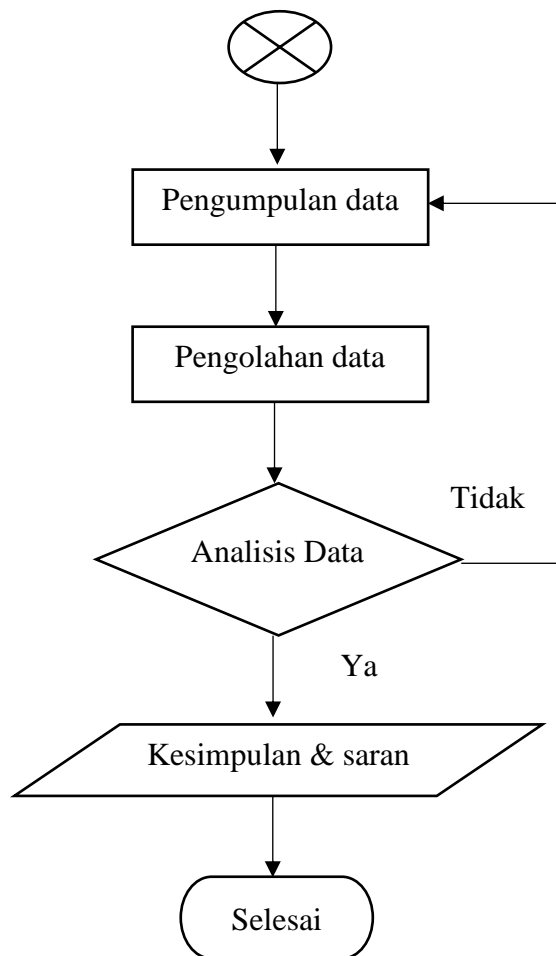 Pengumpulan data
Pengolahan data
Tidak
Analisis Data
Ya
Kesimpulan & saran
Selesai